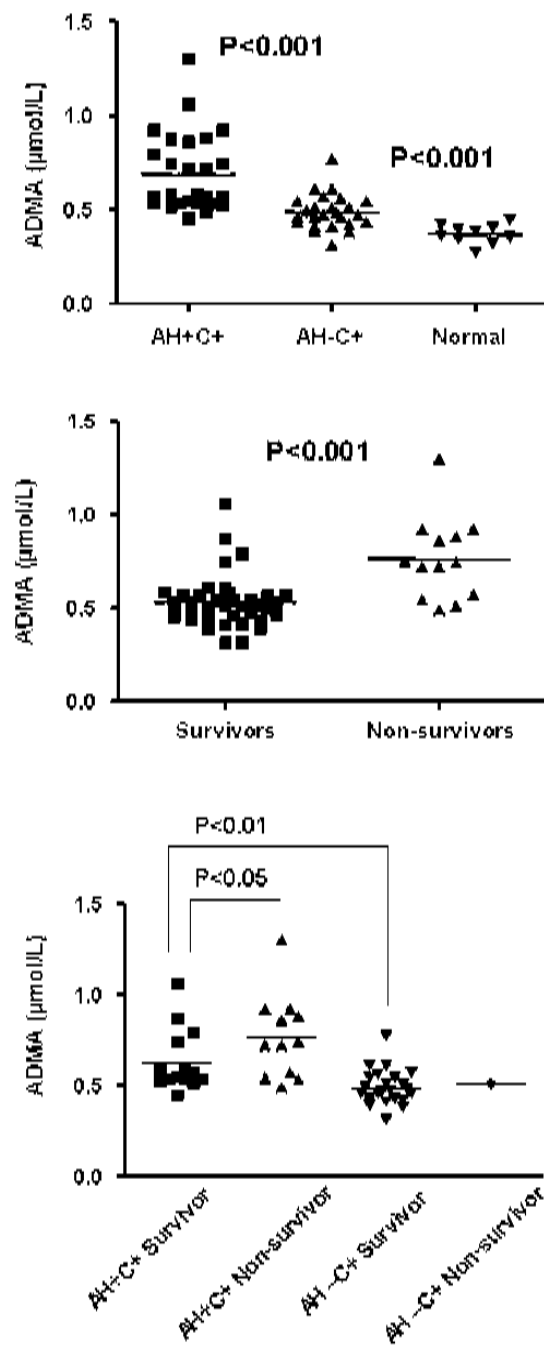 1.5
P<0.001
1.0
P<0.001
0.5
0.0
ADMA (μmol/L)
AH+C+ AH-C+ Normal
1.5
P<0.001
1.0
0.5
0.0
ADMA (μmol/L)
Survivors Non-survivors
P<0.01
P<0.05
1.5
1.0
0.5
0.0
ADMA (μmol/L)
AH+C+ Survivor
AH+C+ Non-survivor
AH –C+ Survivor
AH –C+ Non-survivor